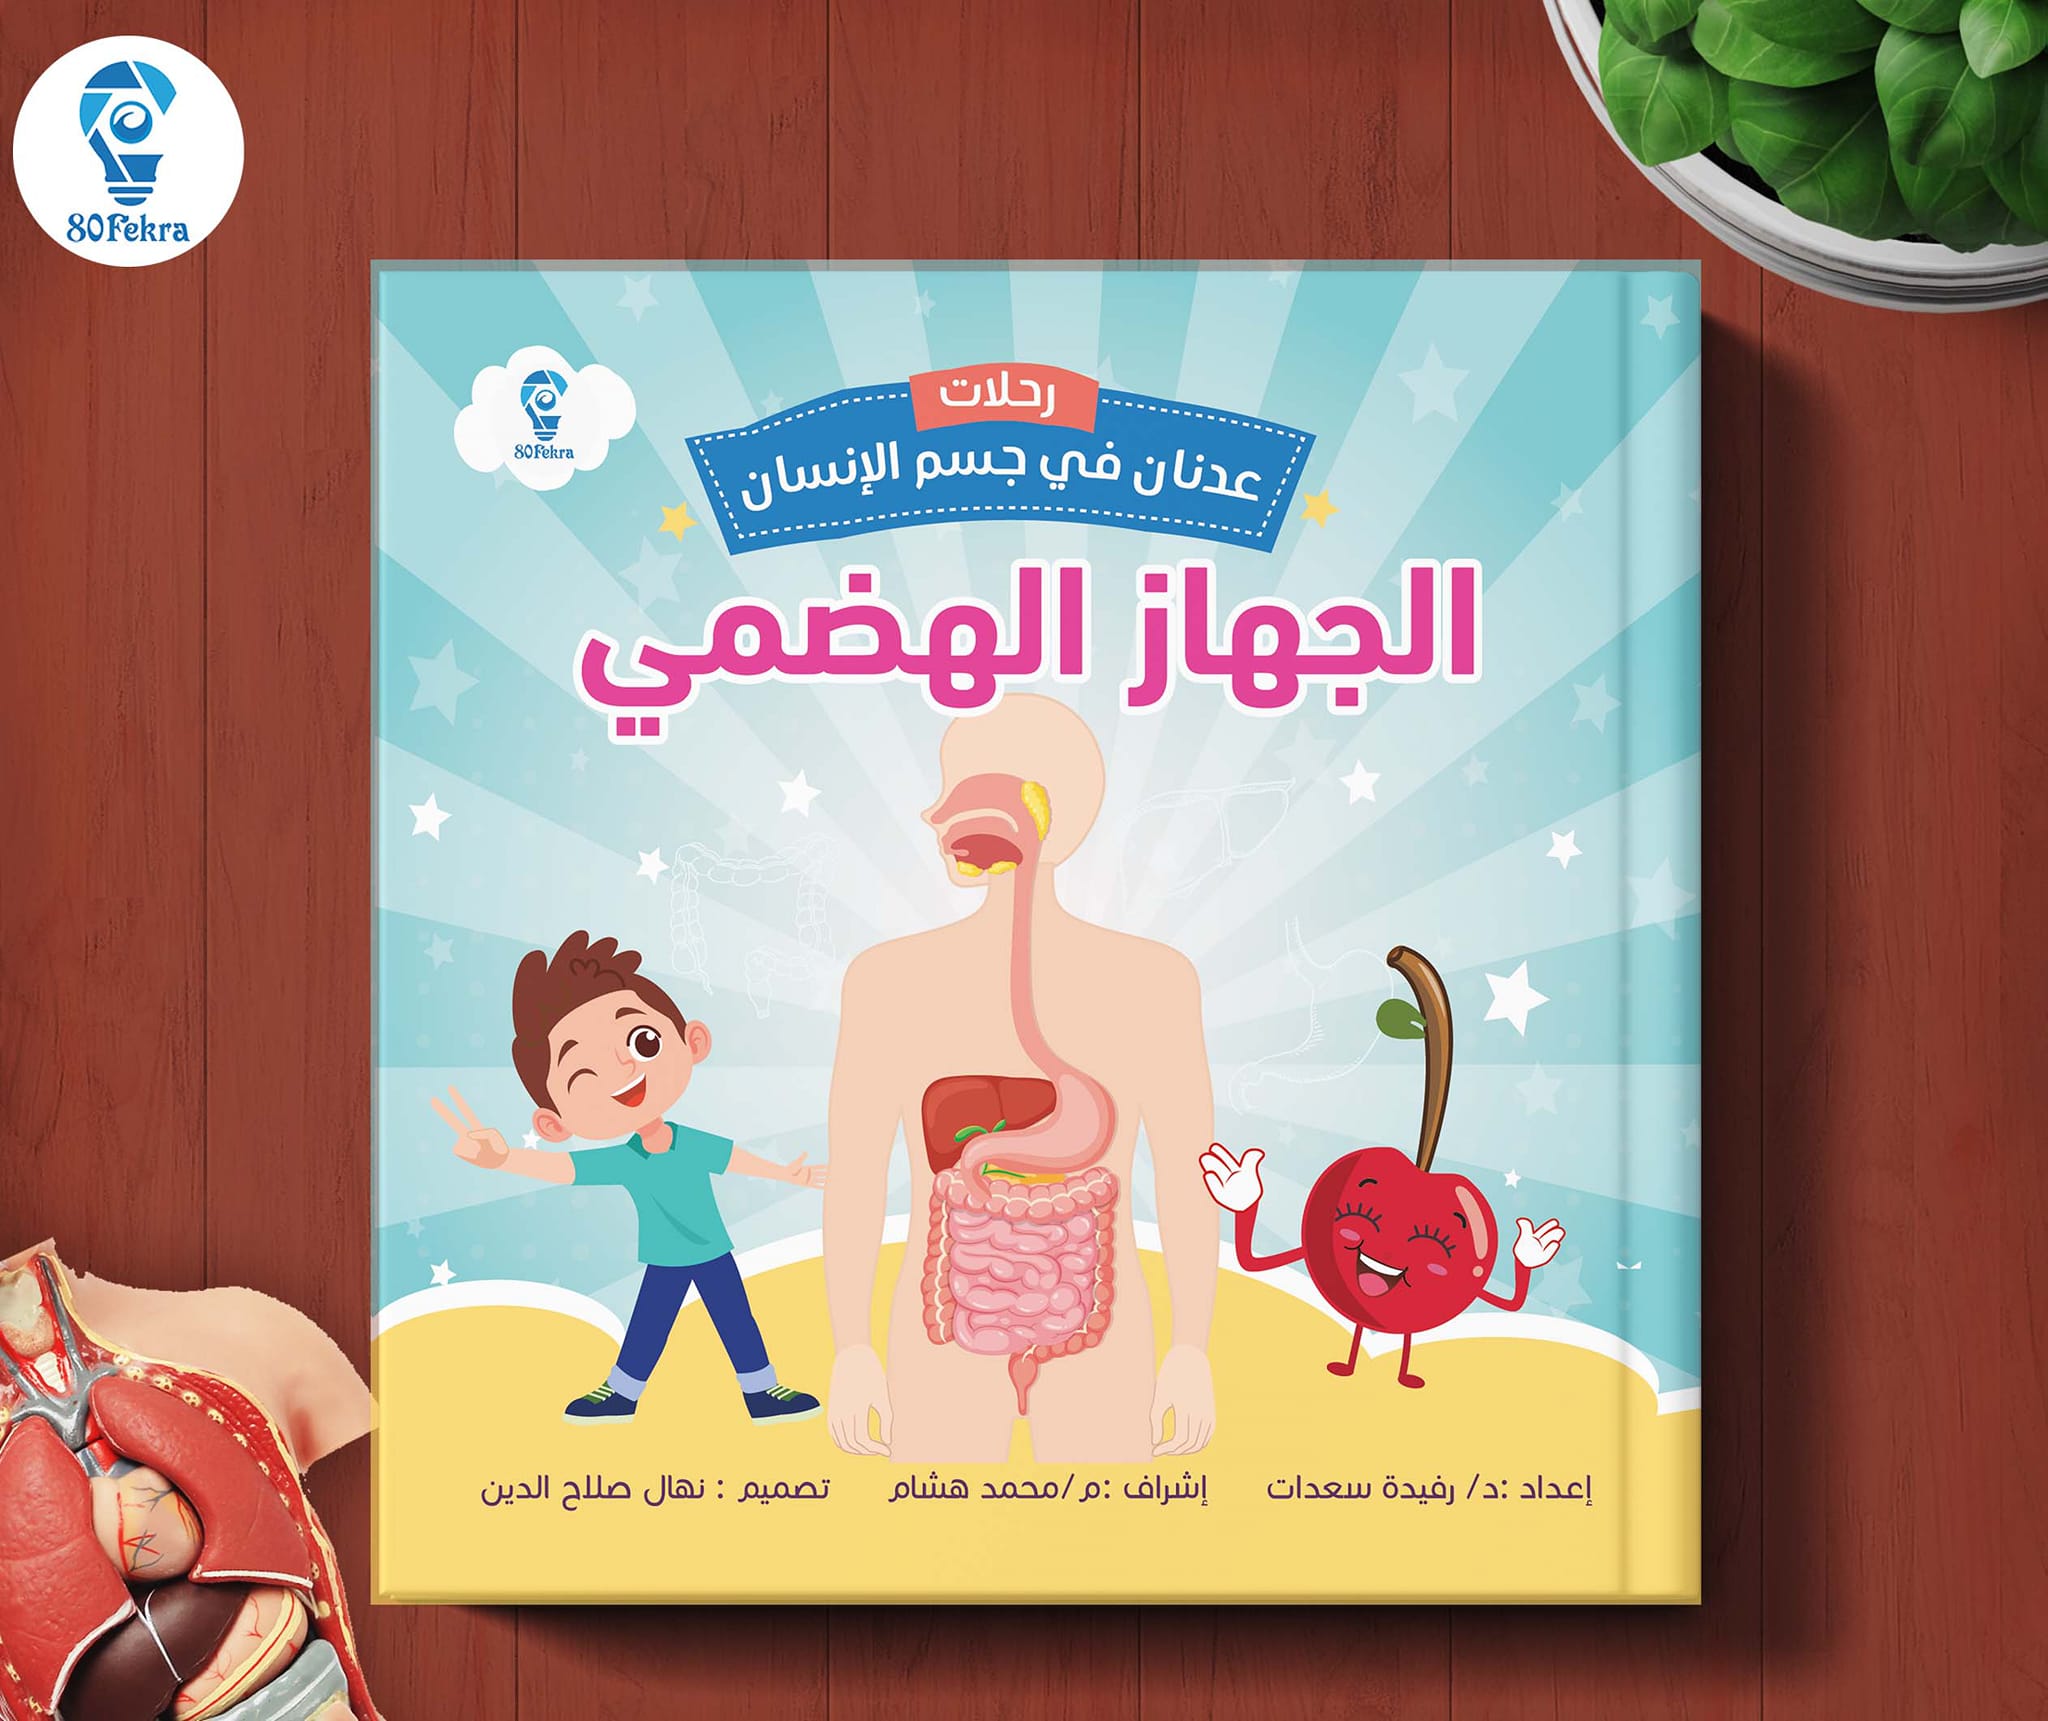 80Fekra
80Fekra
رحلات
عدنان في جسم الإنسان
الجهاز الهضمي
إعداد :د/ رفيدة سعدات
إشراف :م/محمد هشام
تصميم : نهال صلاح الدين